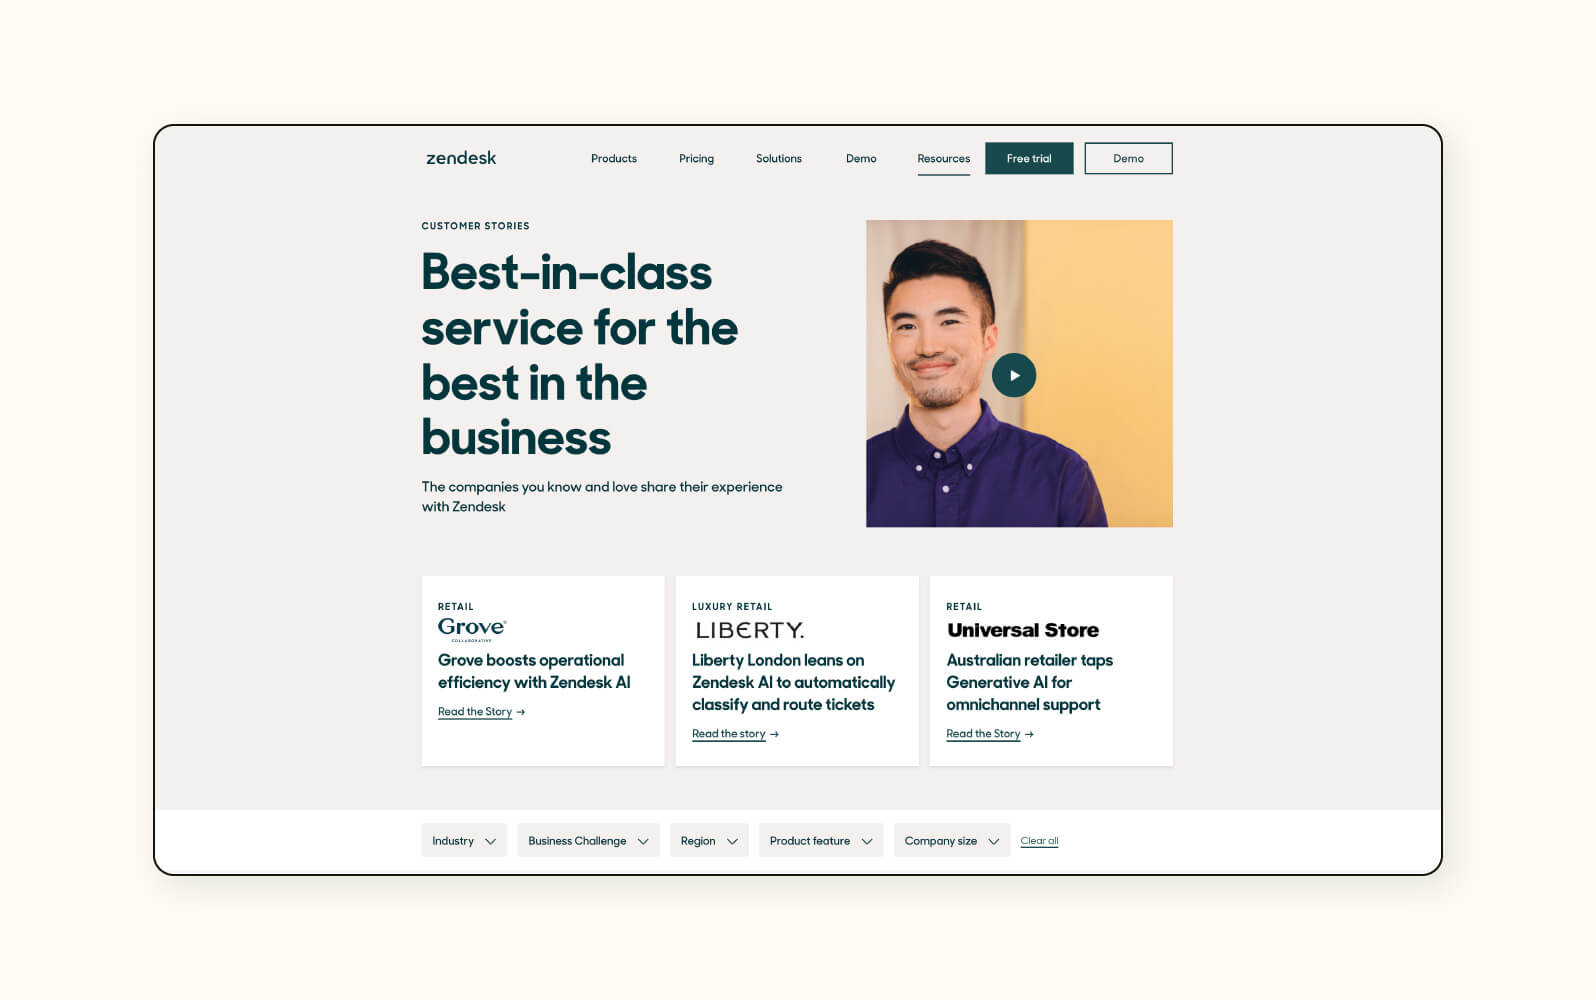 zendesk
Products
Pricing
Solutions
Demo
Resources
Free trial
Demo
CUSTOMER STORIES
Best-in-class
service for the
best in the
business
The companies you know and love share their experience
with Zendesk
RETAIL
Grove
COLLABORATIVE
Grove boosts operational
efficiency with Zendesk AI
Read the Story →
LUXURY RETAIL
LIBERTY.
Liberty London leans on
Zendesk AI to automatically
classify and route tickets
Read the story →
RETAIL
Universal Store
Australian retailer taps
Generative AI for
omnichannel support
Read the Story →
Industry
Business Challenge
Region
Product feature
Company size
Clear all